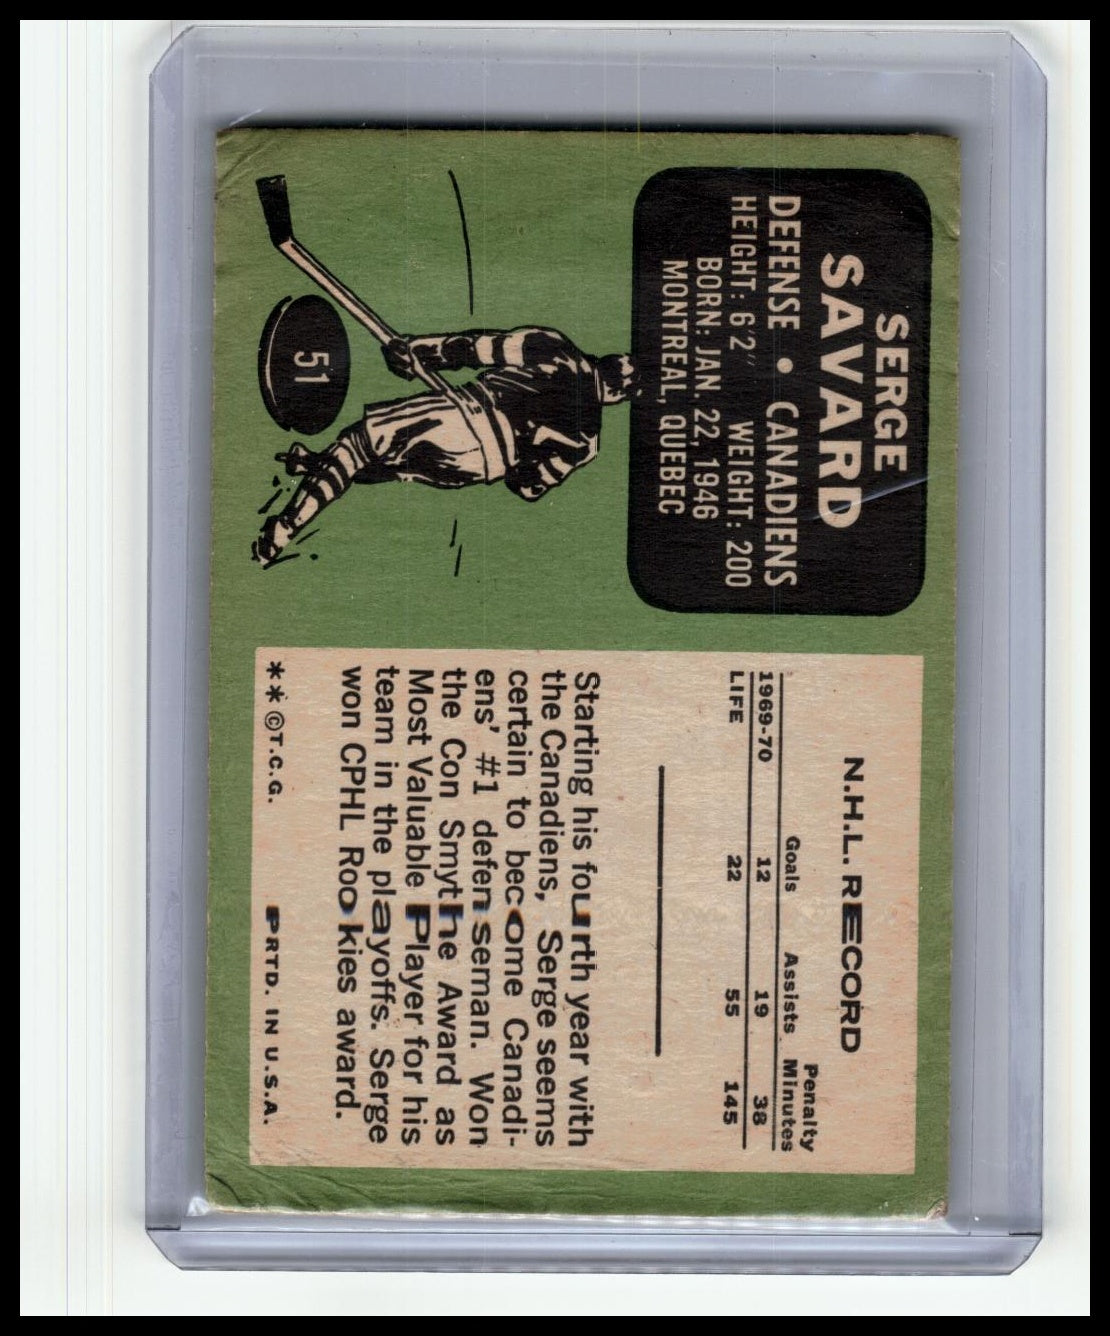 SERGE
SAVARD
DEFENSE • CANADIENS
HEIGHT: 6'2" WEIGHT: 200
BORN: JAN. 22, 1946
MONTREAL, QUEBEC
51
N.H.L. RECORD
Goals Assists Penalty Minutes
1969-70 12 19 38
LIFE 22 55 145
Starting his fourth year with
the Canadiens, Serge seems
certain to become Canadi-
ens' #1 defenseman. Won
the Con Smythe Award as
Most Valuable Player for his
team in the playoffs. Serge
won CPHL Rookies award.
**©T.C.G. PRTD. IN U.S.A.